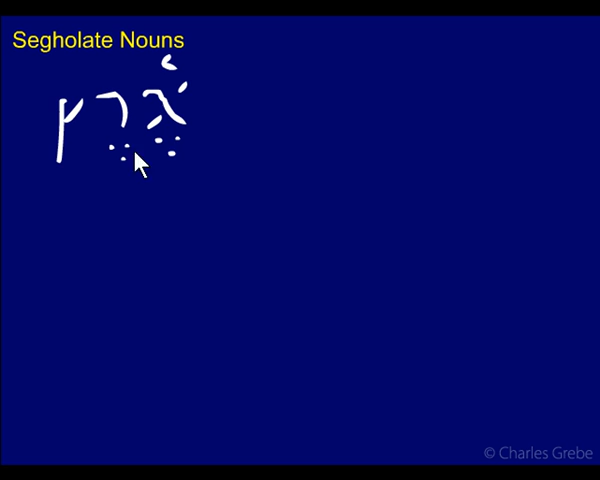 Segholate Nouns
אֶ֫רֶץ
© Charles Grebe